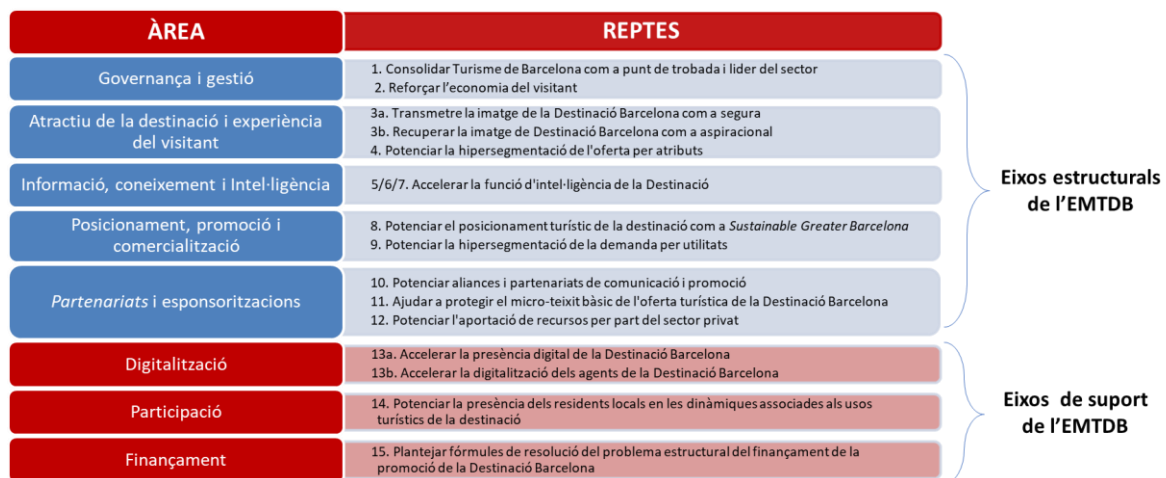 ÀREA
REPTES
Governança i gestió
1. Consolidar Turisme de Barcelona com a punt de trobada i lider del sector
2. Reforçar l'economia del visitant
Atractiu de la destinació i experiència
del visitant
3a. Transmetre la imatge de la Destinació Barcelona com a segura
3b. Recuperar la imatge de Destinació Barcelona com a aspiracional
4. Potenciar la hipersegmentació de l'oferta per atributs
Informació, coneixement i Intel·ligència
5/6/7. Accelerar la funció d'intel·ligència de la Destinació
Posicionament, promoció i
comercialització
8. Potenciar el posicionament turístic de la destinació com a Sustainable Greater Barcelona
9. Potenciar la hipersegmentació de la demanda per utilitats
Partenariats i esponsoritzacions
10. Potenciar aliances i partenariats de comunicació i promoció
11. Ajudar a protegir el micro-teixit bàsic de l'oferta turística de la Destinació Barcelona
12. Potenciar l'aportació de recursos per part del sector privat
Eixos estructurals
de l'EMTDB
Digitalització
13a. Accelerar la presència digital de la Destinació Barcelona
13b. Accelerar la digitalització dels agents de la Destinació Barcelona
Participació
14. Potenciar la presència dels residents locals en les dinàmiques associades als usos
turístics de la destinació
Finançament
15. Plantejar fórmules de resolució del problema estructural del finançament de la
promoció de la Destinació Barcelona
Eixos de suport
de l'EMTDB